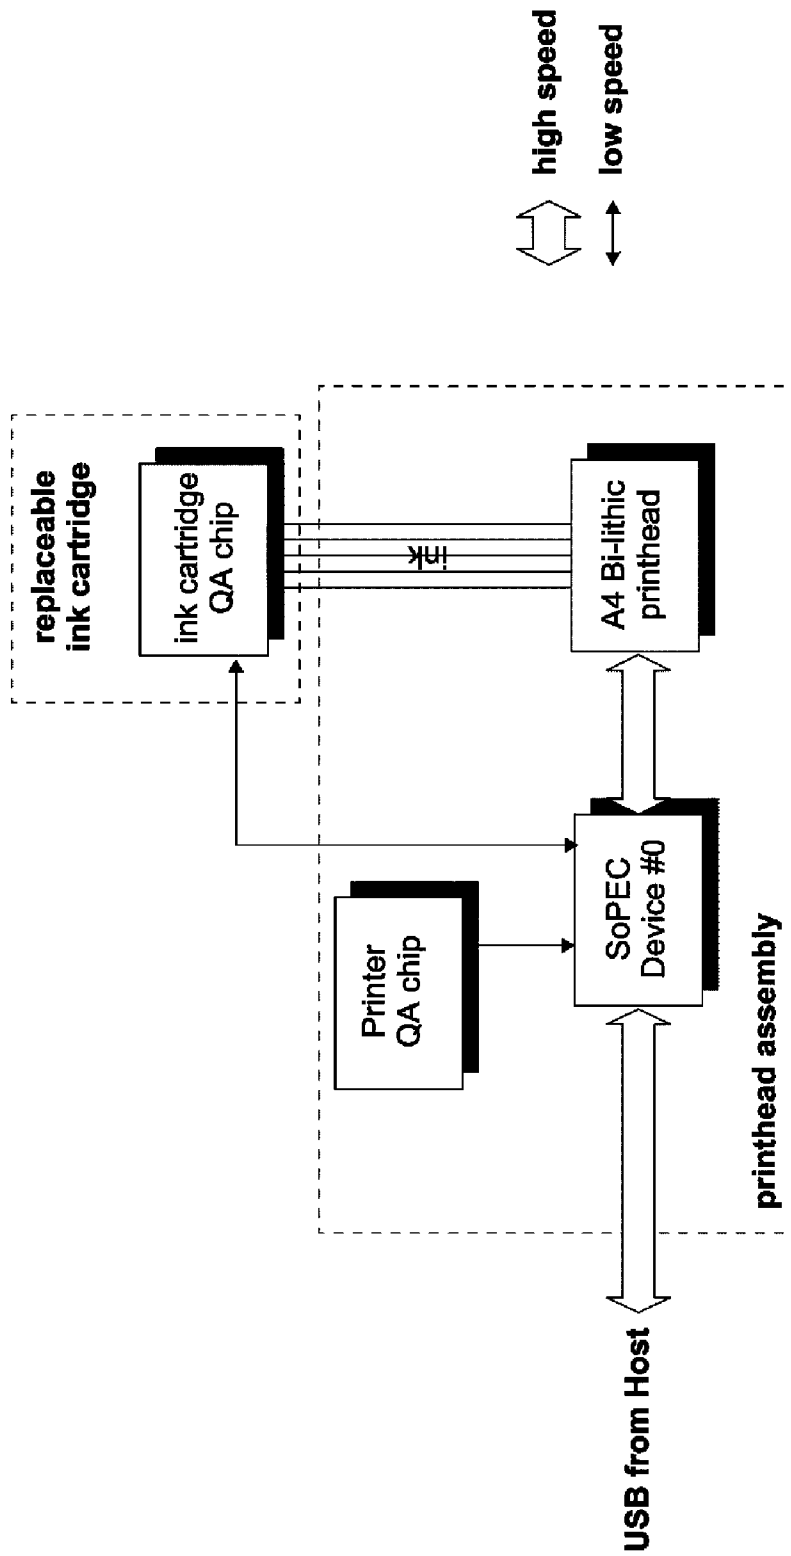 replaceable
ink cartridge
ink cartridge
QA chip
ink
Printer
QA chip
SoPEC
Device #0
A4 Bi-lithic
printhead
high speed
low speed
USB from Host
printhead assembly